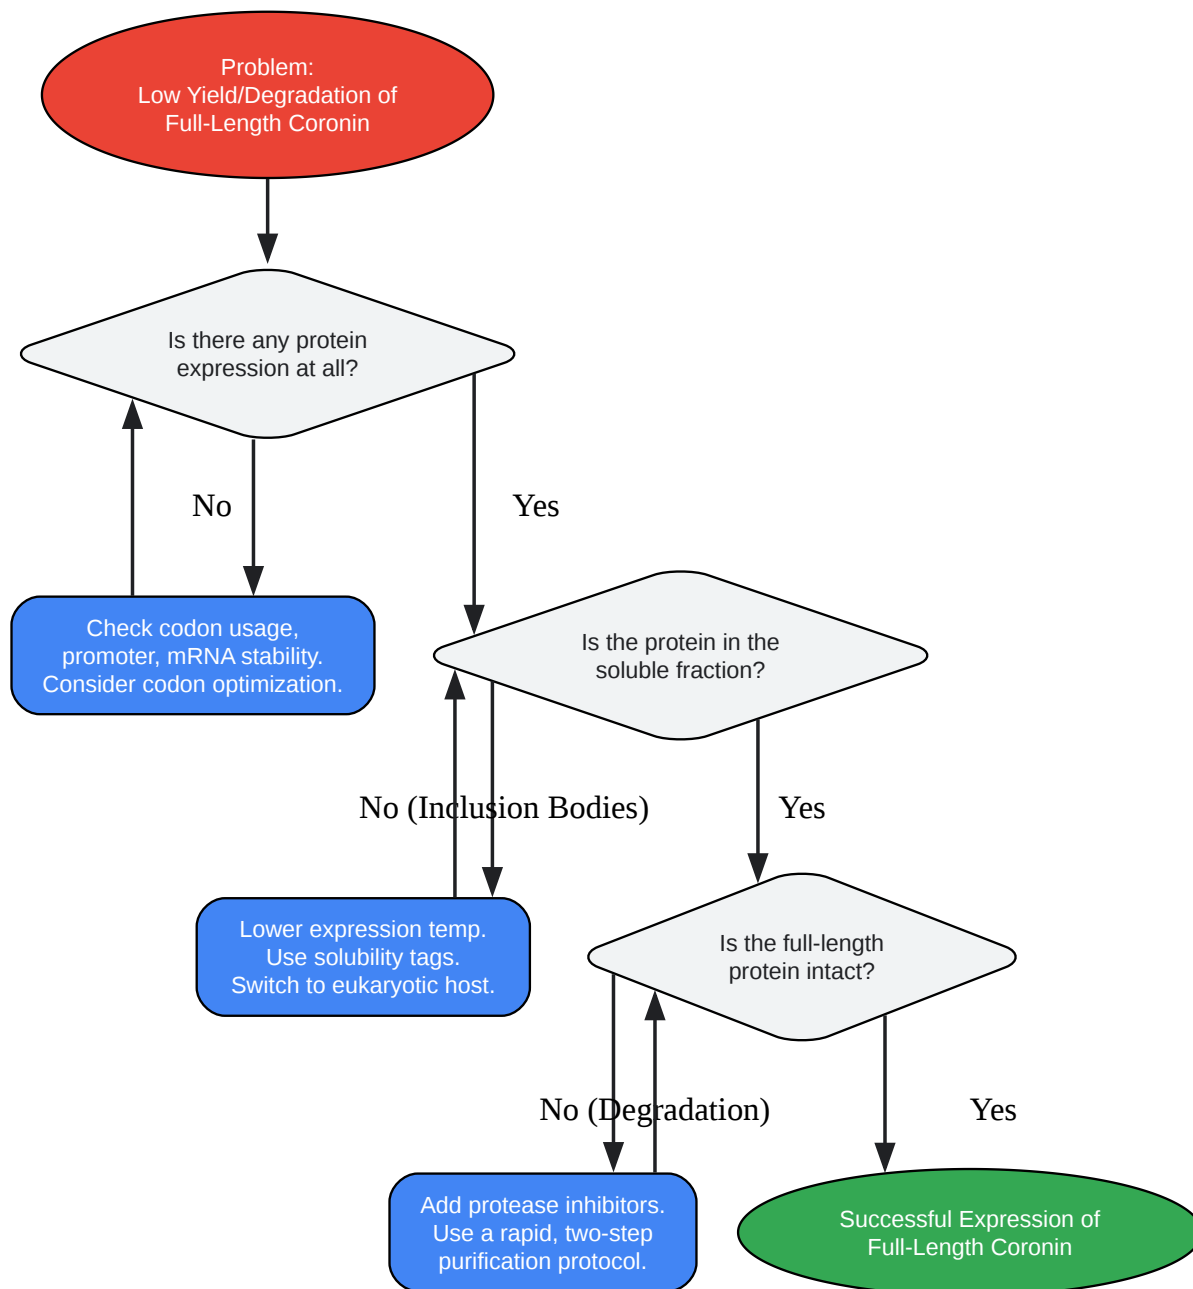 Problem:
Low Yield/Degradation of
Full-Length Coronin
Is there any protein
expression at all?
No
Yes
Check codon usage,
promoter, mRNA stability.
Consider codon optimization.
Is the protein in the
soluble fraction?
No (Inclusion Bodies)
Yes
Lower expression temp.
Use solubility tags.
Switch to eukaryotic host.
Is the full-length
protein intact?
No (Degradation)
Yes
Add protease inhibitors.
Use a rapid, two-step
purification protocol.
Successful Expression of
Full-Length Coronin